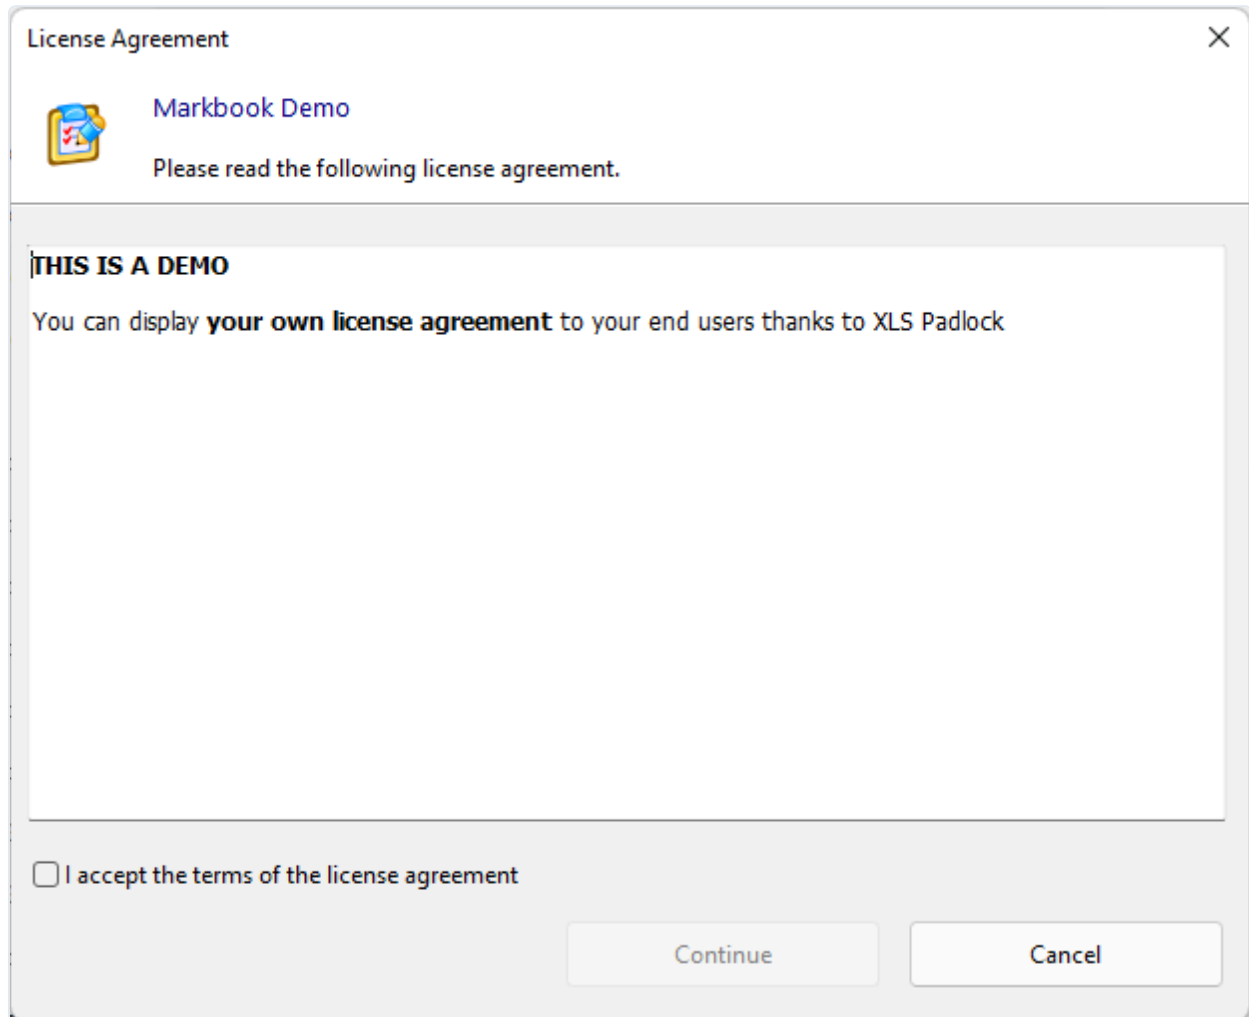 License Agreement
Markbook Demo
Please read the following license agreement.
THIS IS A DEMO
You can display your own license agreement to your end users thanks to XLS Padlock
I accept the terms of the license agreement
Continue
Cancel